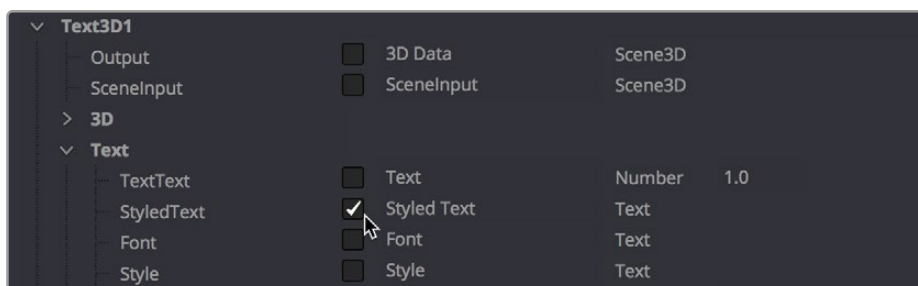 Text3D1
Output 3D Data Scene3D
SceneInput SceneInput Scene3D
3D
Text
TextText Text Number 1.0
StyledText Styled Text Text
Font Font Text
Style Style Text